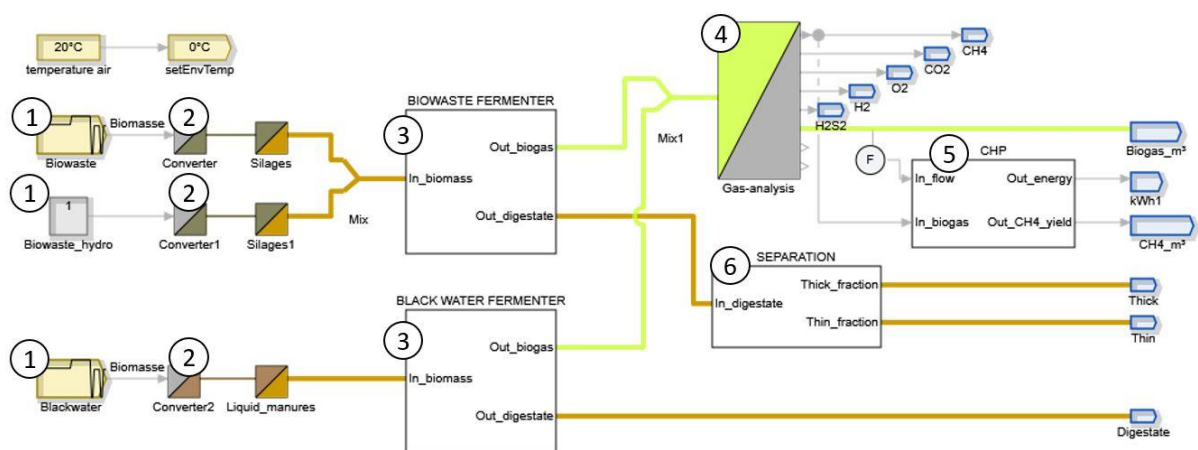 20°C
temperature air
0°C
setEnvTemp
1
Biomasse
Biowaste
2
Converter
Silages
1
1
Biowaste_hydro
2
Converter1
Silages1
Mix
BIOWASTE FERMENTER
3
In_biomass
Out_biogas
Out_digestate
Mix1
4
Gas-analysis
CH4
CO2
O2
H2
H2S2
Biogas_m³
F
5
CHP
In_flow
In_biogas
Out_energy
Out_CH4_yield
kWh1
CH4_m³
6
SEPARATION
In_digestate
Thick_fraction
Thin_fraction
Thick
Thin
1
Biomasse
Blackwater
2
Converter2
Liquid_manures
BLACK WATER FERMENTER
3
In_biomass
Out_biogas
Out_digestate
Digestate